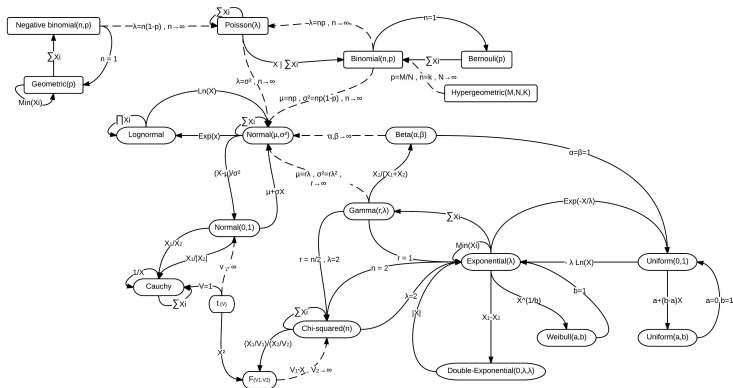 Negative binomial(n,p)
λ=n(1-p) , n→∞
∑Xi
Poisson(λ)
λ=np , n→∞
n=1
∑Xi
n = 1
X | ∑Xi
Binomial(n,p)
∑Xi
Bernouli(p)
Geometric(p)
Min(Xi)
λ=σ² , n→∞
p=M/N , n=k , N→∞
Hypergeometric(M,N,K)
Ln(X)
μ=np , σ²=np(1-p) , n→∞
∏Xi
∑Xi
Lognormal
Exp(x)
Normal(μ,σ²)
α,β→∞
Beta(α,β)
α=β=1
(X-μ)/σ²
μ+σX
μ=rλ , σ²=rλ² ,
r→∞
X₁/(X₁+X₂)
Exp(-X/λ)
Gamma(r,λ)
∑Xi
Normal(0,1)
X₁/X₂
X₁/|X₂|
r = n/2 , λ=2
r = 1
Min(Xi)
Exponential(λ)
- λ Ln(X)
Uniform(0,1)
1/X
n = 2
Cauchy
V=1
∑Xi
t(V)
λ=2
|X|
X^(1/b)
b=1
a+(b-a)X
a=0,b=1
∑Xi
Chi-squared(n)
X₁-X₂
Weibull(a,b)
Uniform(a,b)
(X₁/V₁)/(X₂/V₂)
X²
F(V1,V2)
V₁·X , V₂→∞
Double-Exponential(0,λ,λ)